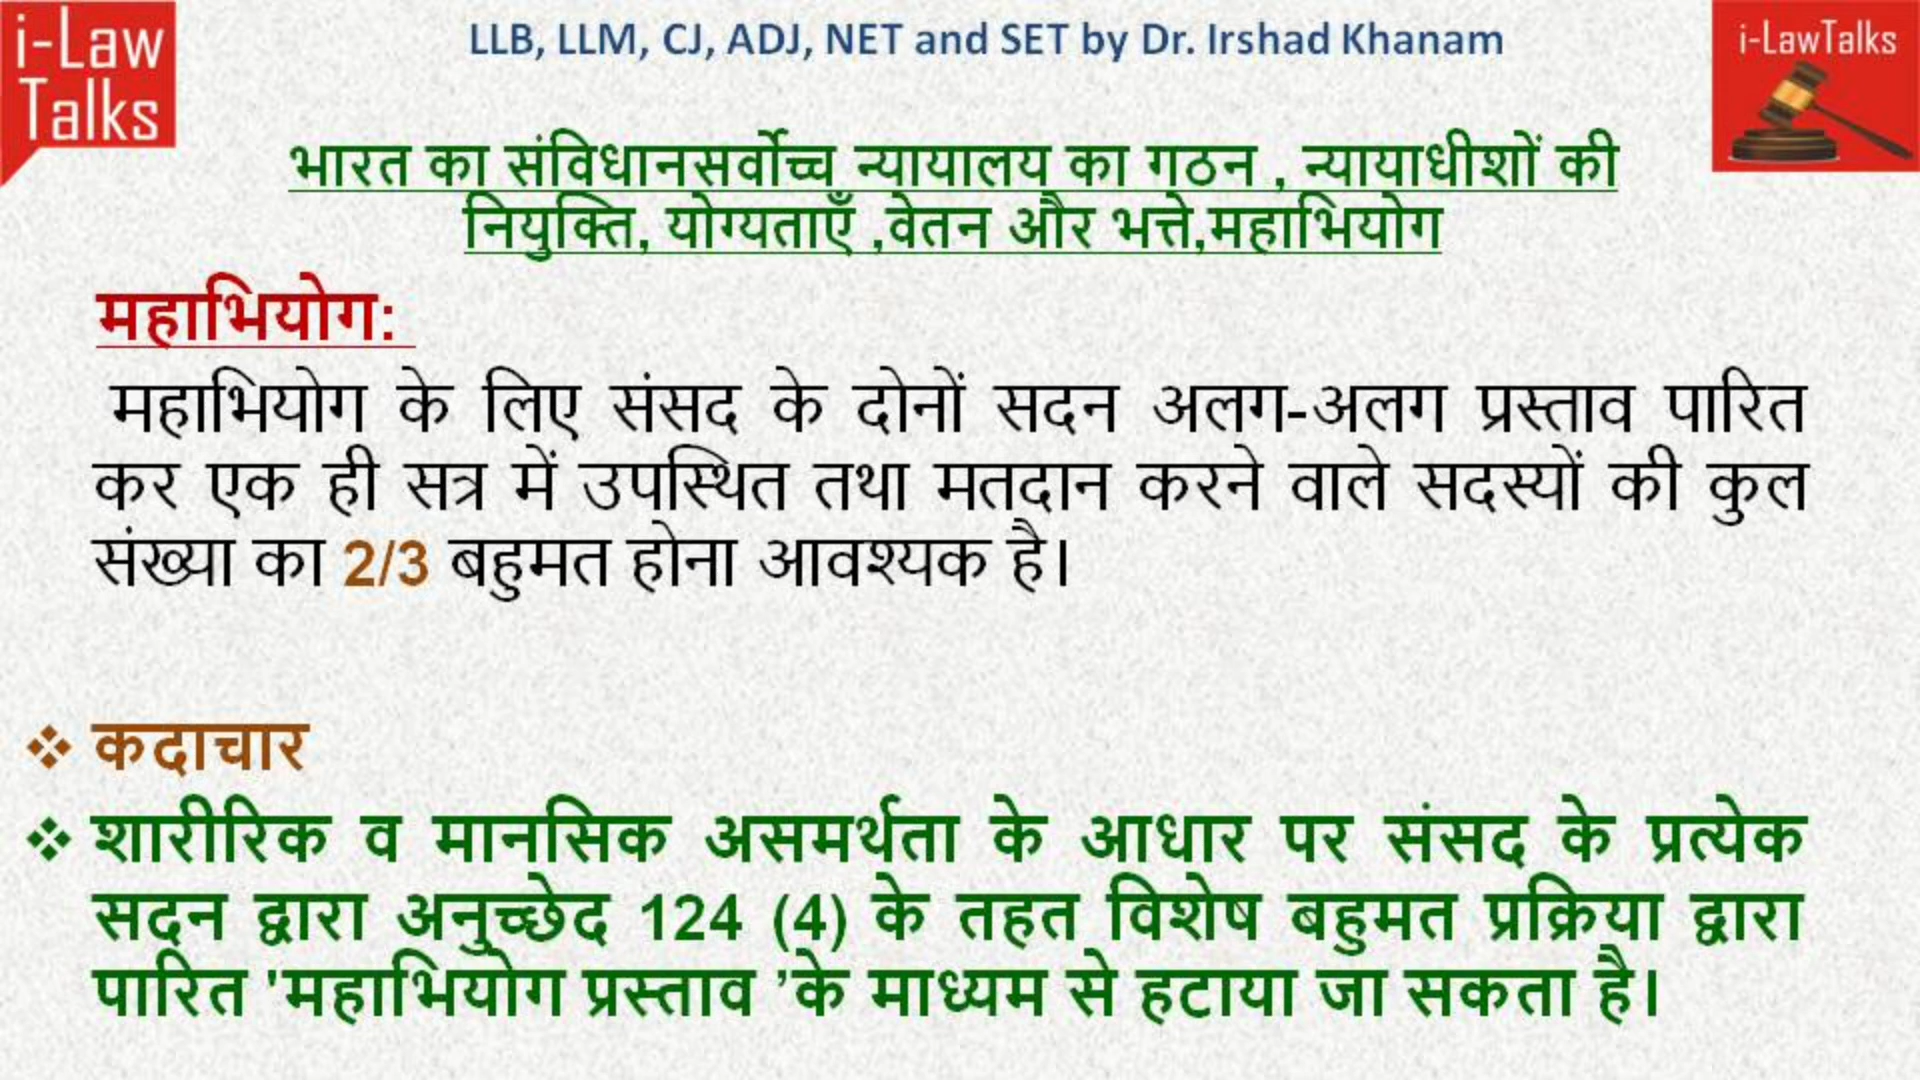 i-Law
Talks
LLB, LLM, CJ, ADJ, NET and SET by Dr. Irshad Khanam
i-LawTalks
भारत का संविधानसर्वोच्च न्यायालय का गठन , न्यायाधीशों की
नियुक्ति, योग्यताएँ ,वेतन और भत्ते,महाभियोग
महाभियोग:
महाभियोग के लिए संसद के दोनों सदन अलग-अलग प्रस्ताव पारित
कर एक ही सत्र में उपस्थित तथा मतदान करने वाले सदस्यों की कुल
संख्या का 2/3 बहुमत होना आवश्यक है।
❖ कदाचार
❖ शारीरिक व मानसिक असमर्थता के आधार पर संसद के प्रत्येक
सदन द्वारा अनुच्छेद 124 (4) के तहत विशेष बहुमत प्रक्रिया द्वारा
पारित 'महाभियोग प्रस्ताव ’के माध्यम से हटाया जा सकता है।